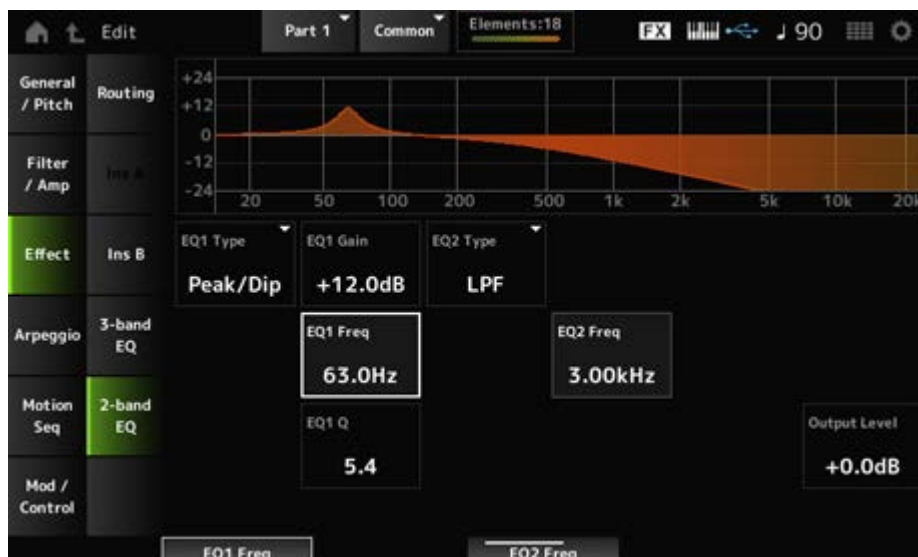 Edit
Part 1
Common
Elements:18
FX
90
General
/ Pitch
Routing
Filter
/ Amp
Ins A
Effect
Ins B
Arpeggio
3-band
EQ
Motion
Seq
2-band
EQ
Mod /
Control
+24
+12
0
-12
-24
20 50 100 200 500 1k 2k 5k 10k 20k
EQ1 Type
Peak/Dip
EQ1 Gain
+12.0dB
EQ2 Type
LPF
EQ1 Freq
63.0Hz
EQ2 Freq
3.00kHz
EQ1 Q
5.4
Output Level
+0.0dB
EQ1 Freq
EQ2 Freq